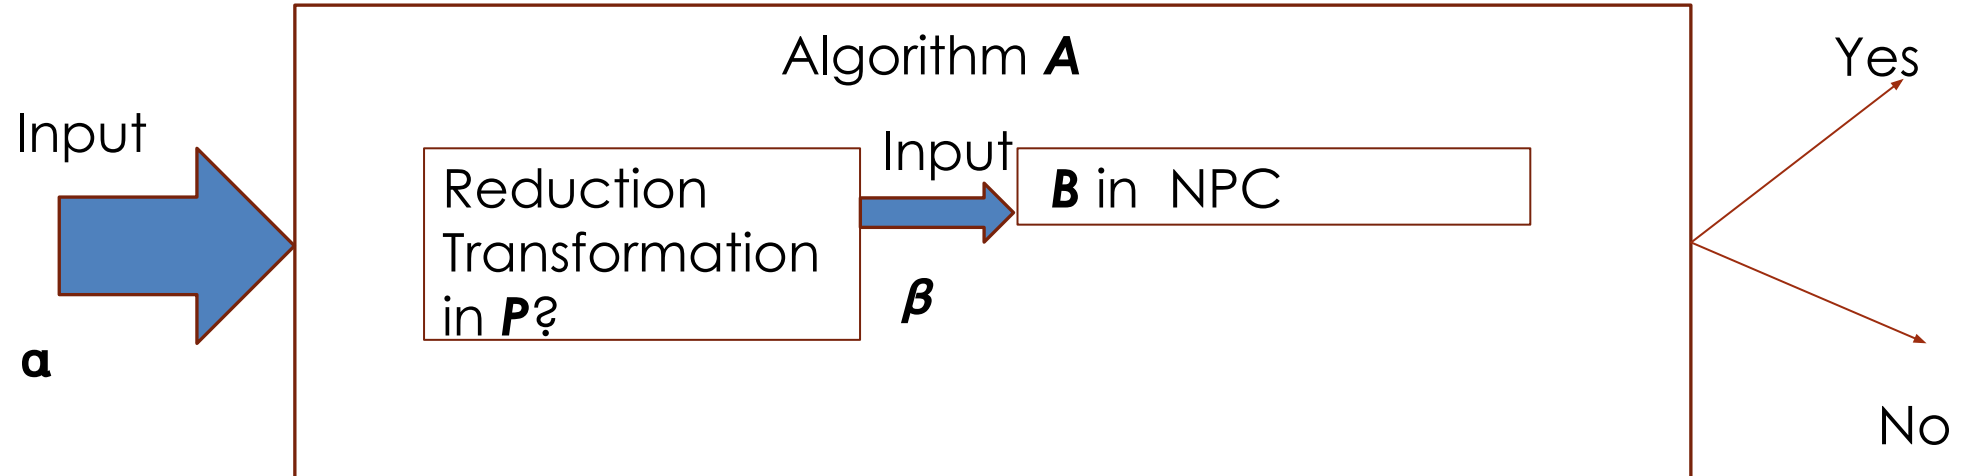 Algorithm A
Yes
Input
Input
Reduction
Transformation
in P?
B in NPC
β
α
No